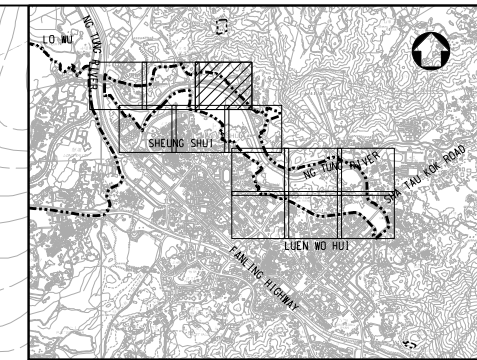 LO WU
NG TUNG RIVER
SHEUNG SHUI
NG TUNG RIVER
SHA TAU KOK ROAD
LUEN WO HUI
FANLING HIGHWAY